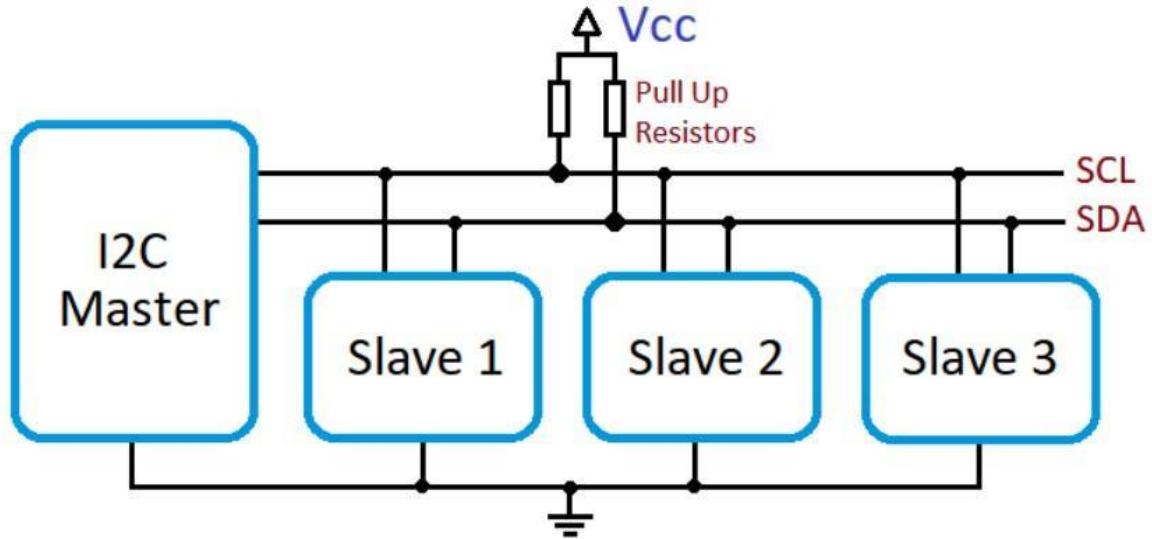 Vcc
Pull Up
Resistors
SCL
SDA
I2C
Master
Slave 1
Slave 2
Slave 3